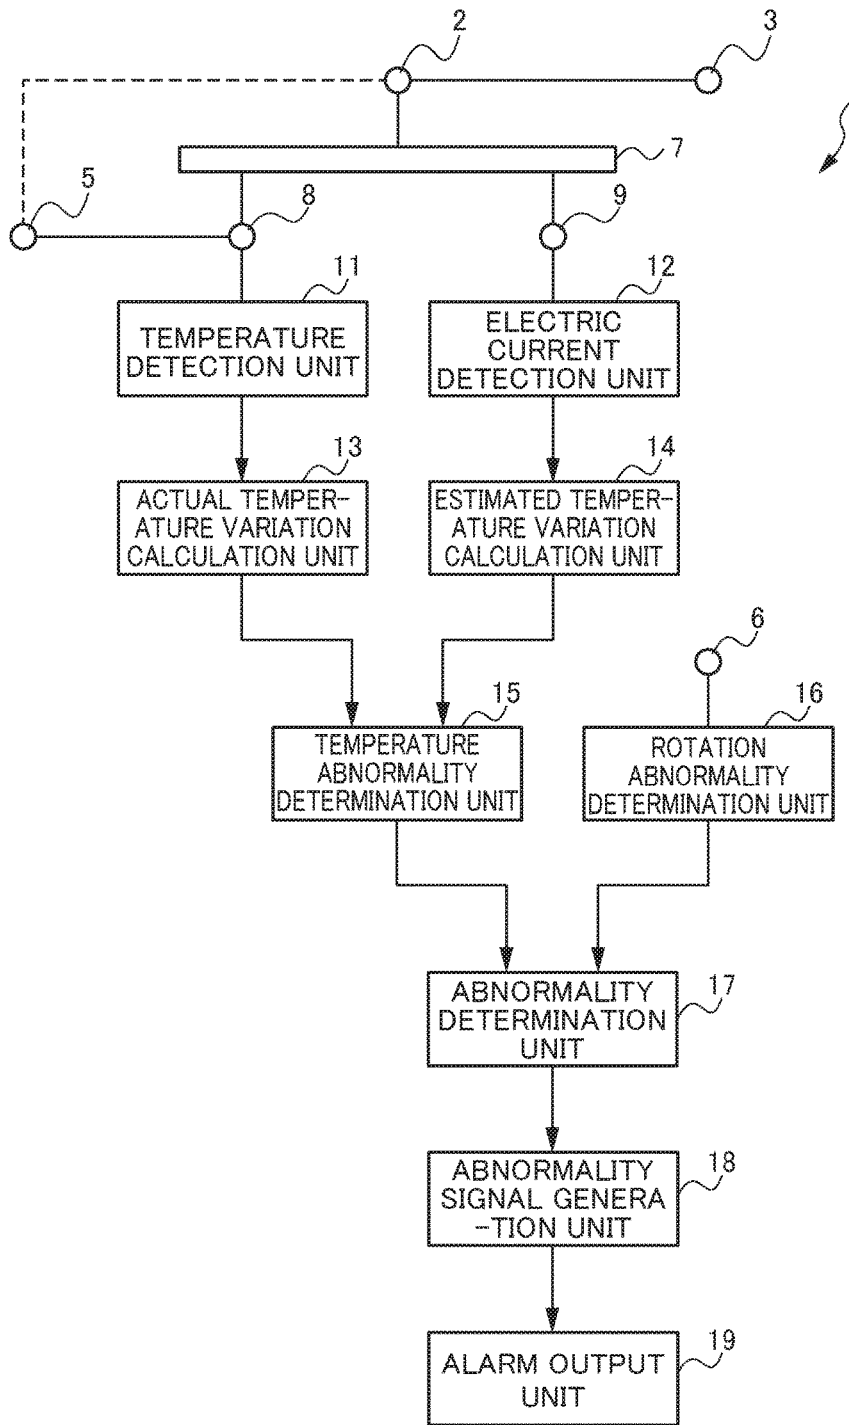 2
3
7
5
8
9
11
12
TEMPERATURE
DETECTION UNIT
ELECTRIC
CURRENT
DETECTION UNIT
13
14
ACTUAL TEMPER-
ATURE VARIATION
CALCULATION UNIT
ESTIMATED TEMPER-
ATURE VARIATION
CALCULATION UNIT
6
15
16
TEMPERATURE
ABNORMALITY
DETERMINATION UNIT
ROTATION
ABNORMALITY
DETERMINATION UNIT
17
ABNORMALITY
DETERMINATION
UNIT
18
ABNORMALITY
SIGNAL GENERA
-TION UNIT
19
ALARM OUTPUT
UNIT